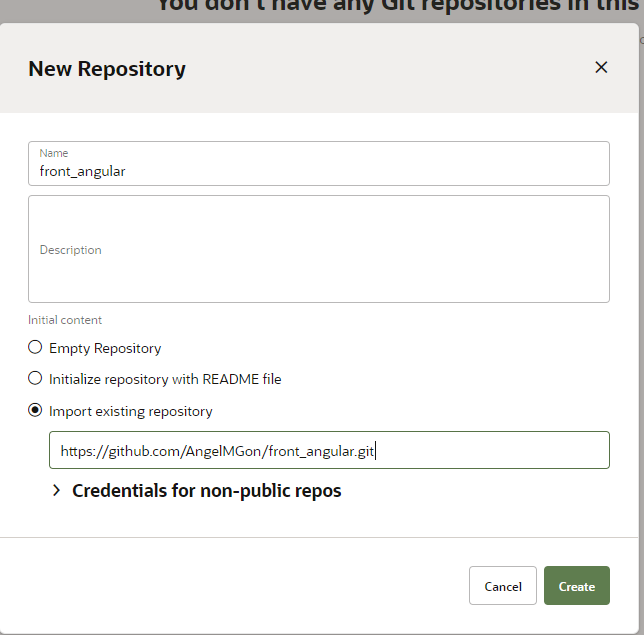 You don't have any Git repositories in this
New Repository
Name
front_angular
Description
Initial content
Empty Repository
Initialize repository with README file
Import existing repository
https://github.com/AngelMGon/front_angular.git
Credentials for non-public repos
Cancel
Create